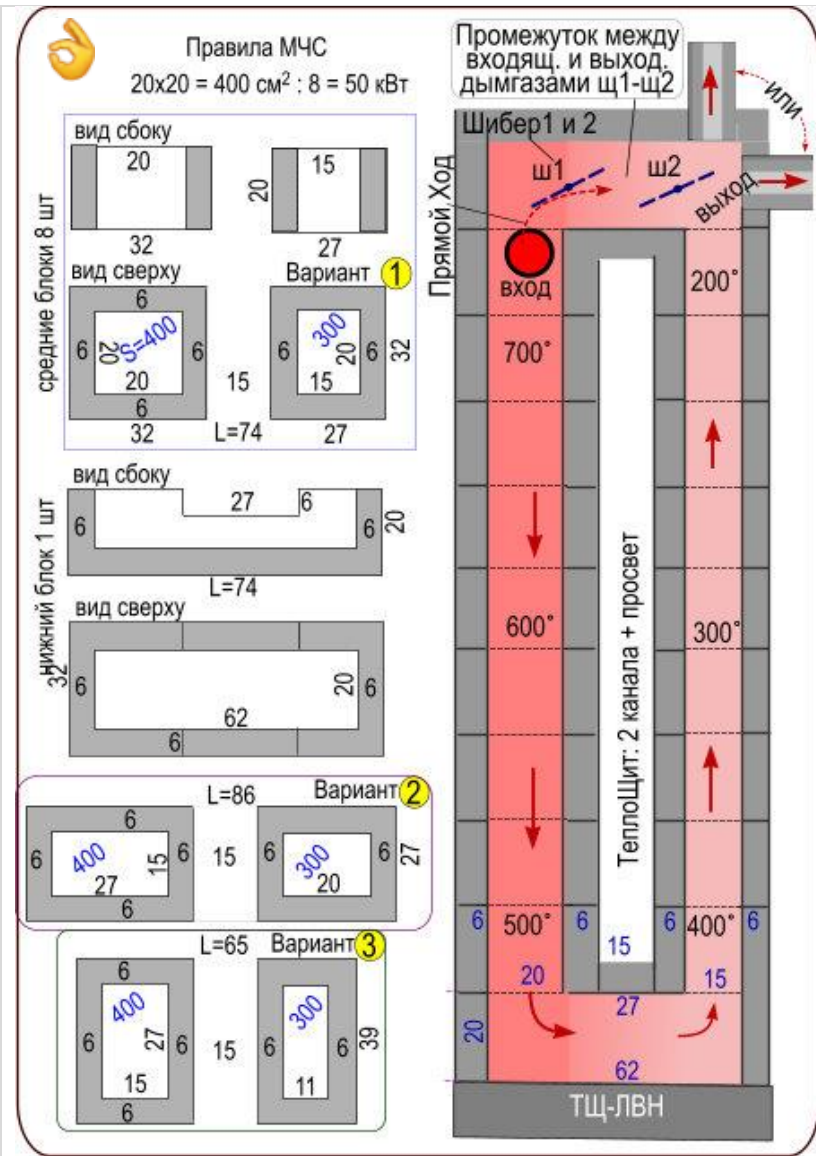 Правила МЧС
20x20 = 400 см² : 8 = 50 кВт
средние блоки 8 шт
вид сбоку
20
32
15
20
27
вид сверху
6
6
20
S=400
6
20
6
32
15
L=74
Вариант 1
6
300
20
6
15
32
27
нижний блок 1 шт
вид сбоку
27
6
6
6
20
L=74
вид сверху
32
6
20
6
62
6
L=86
Вариант 2
6
6
400
15
6
27
6
15
6
300
20
6
27
L=65
Вариант 3
6
400
6
27
6
15
6
15
6
300
6
11
39
Промежуток между
входящ. и выход.
дымгазами щ1-щ2
или
Шибер1 и 2
ш1
ш2
выход
Прямой Ход
вход
200°
700°
600°
300°
ТеплоЩит: 2 канала + просвет
6
500°
6
15
6
400°
6
20
15
27
20
62
ТЩ-ЛВН